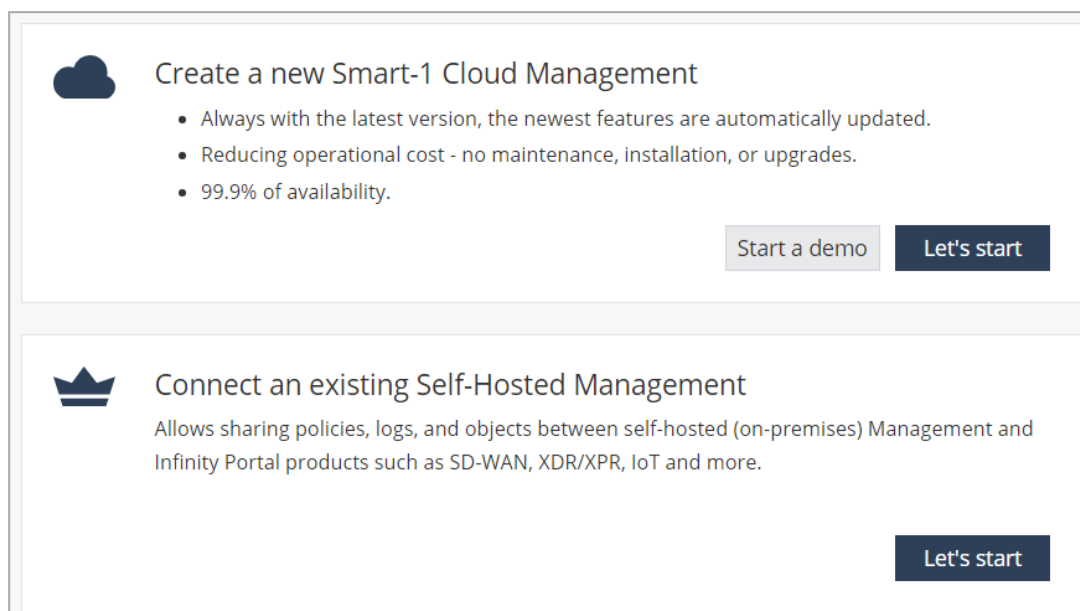 Create a new Smart-1 Cloud Management
• Always with the latest version, the newest features are automatically updated.
• Reducing operational cost - no maintenance, installation, or upgrades.
• 99.9% of availability.
Start a demo
Let's start
Connect an existing Self-Hosted Management
Allows sharing policies, logs, and objects between self-hosted (on-premises) Management and
Infinity Portal products such as SD-WAN, XDR/XPR, IoT and more.
Let's start